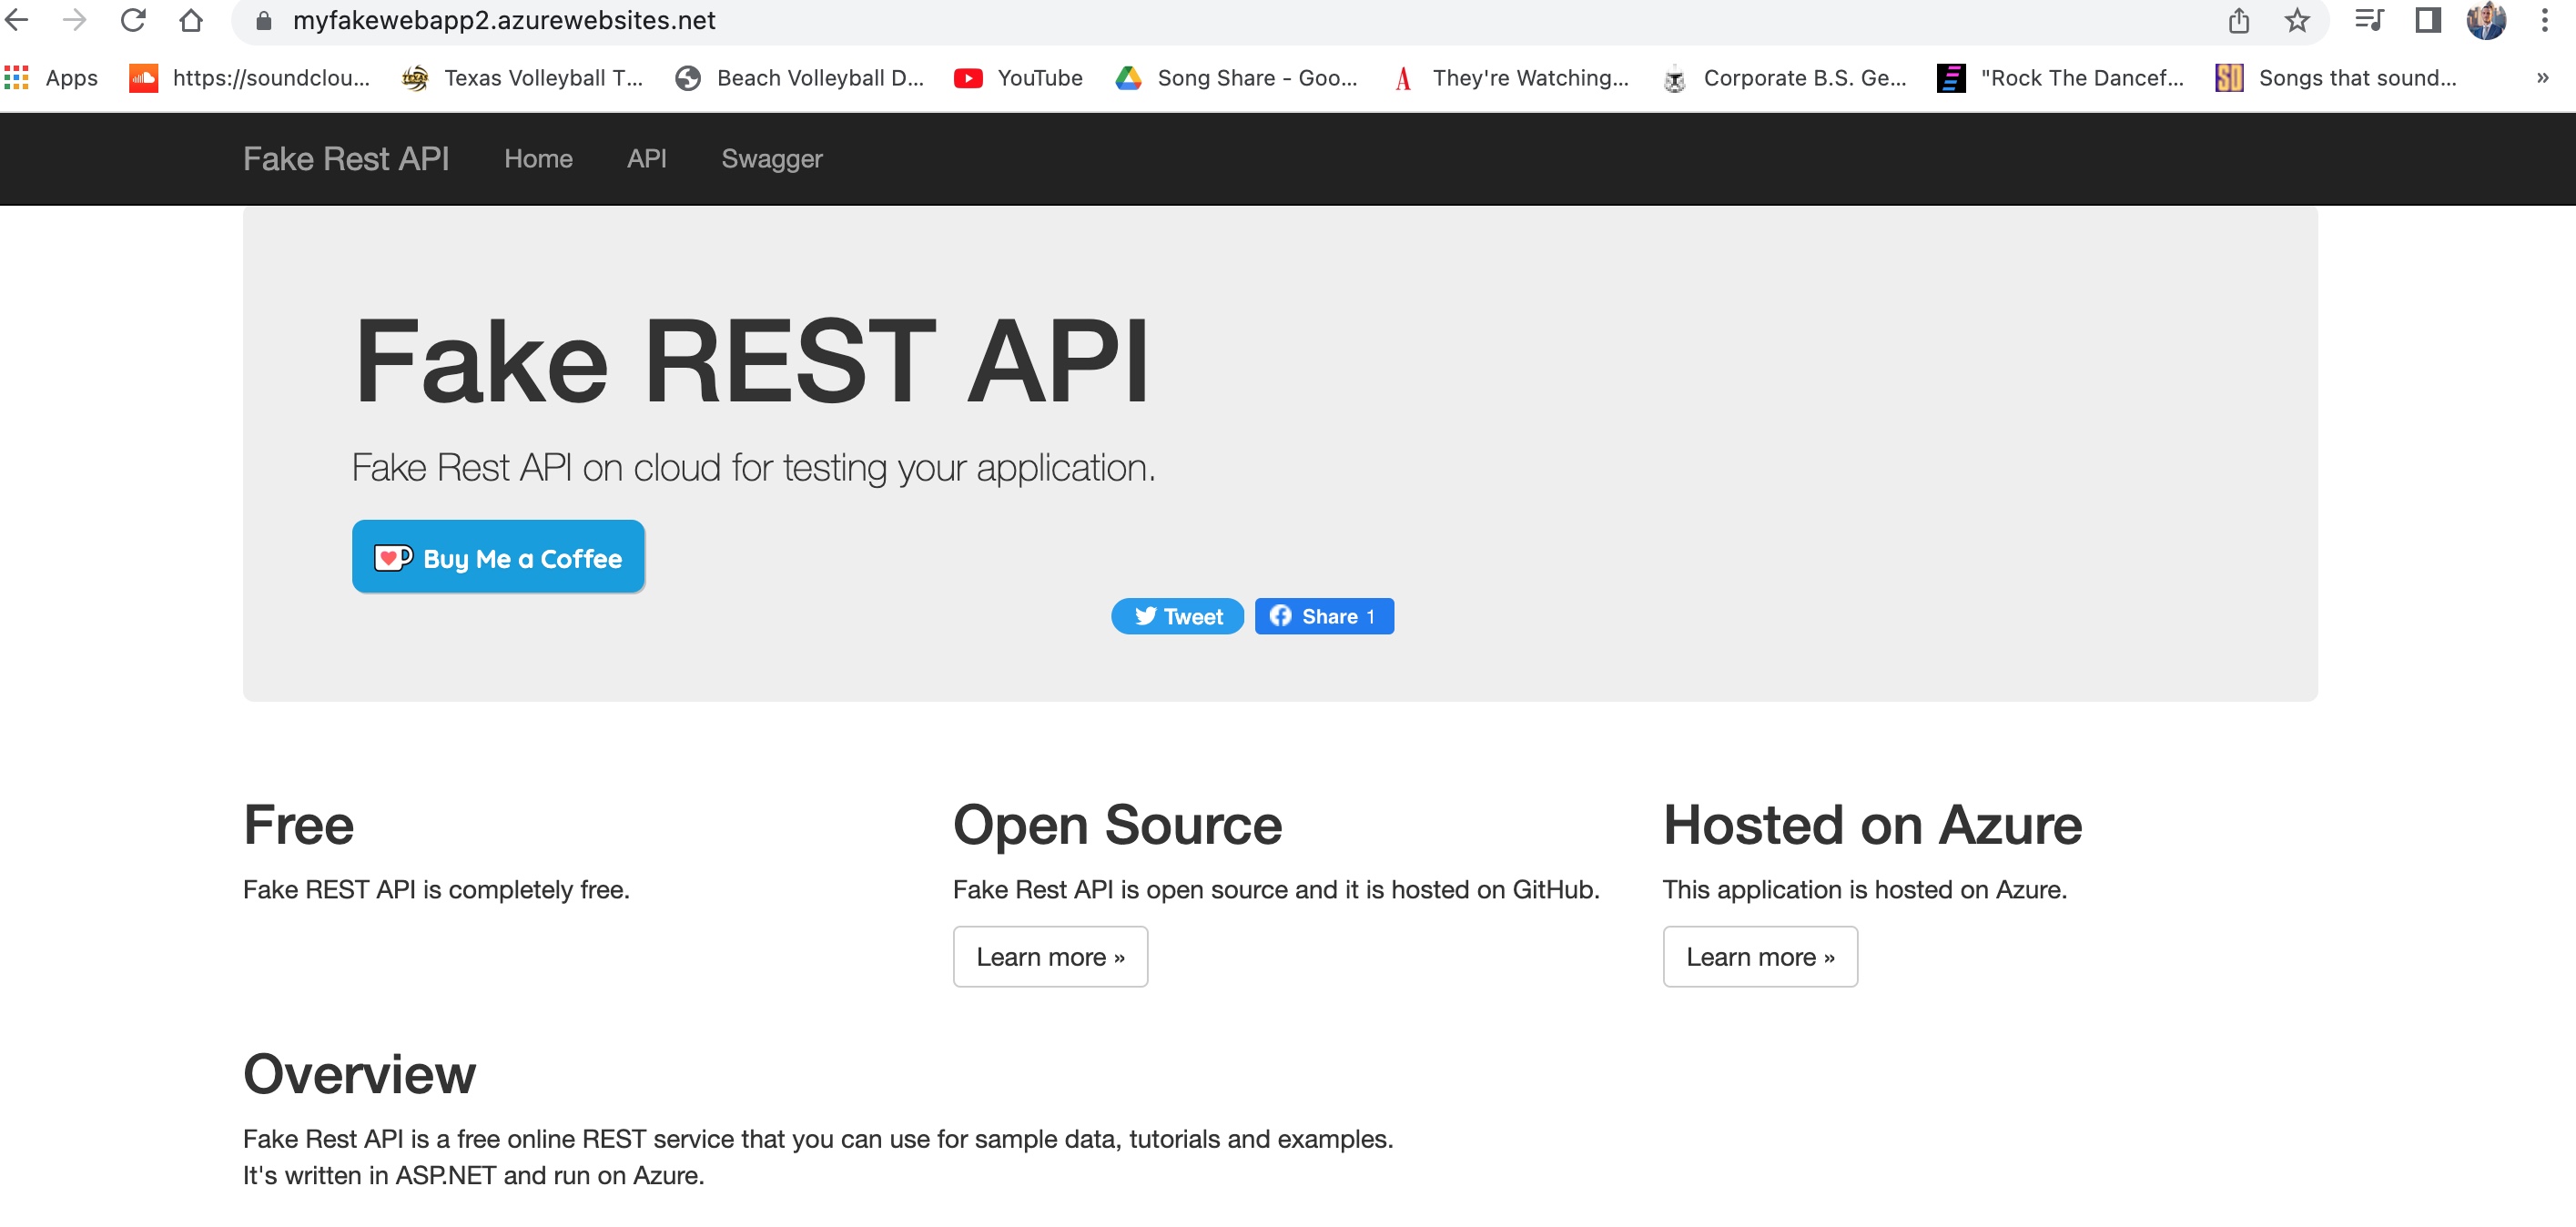 myfakewebapp2.azurewebsites.net
Apps https://soundclou... Texas Volleyball T... Beach Volleyball D... YouTube Song Share - Goo... They're Watching... Corporate B.S. Ge... "Rock The Dancef... Songs that sound... »
Fake Rest API Home API Swagger
Fake REST API
Fake Rest API on cloud for testing your application.
Buy Me a Coffee
Tweet Share 1
Free
Fake REST API is completely free.
Open Source
Fake Rest API is open source and it is hosted on GitHub.
Learn more »
Hosted on Azure
This application is hosted on Azure.
Learn more »
Overview
Fake Rest API is a free online REST service that you can use for sample data, tutorials and examples.
It's written in ASP.NET and run on Azure.